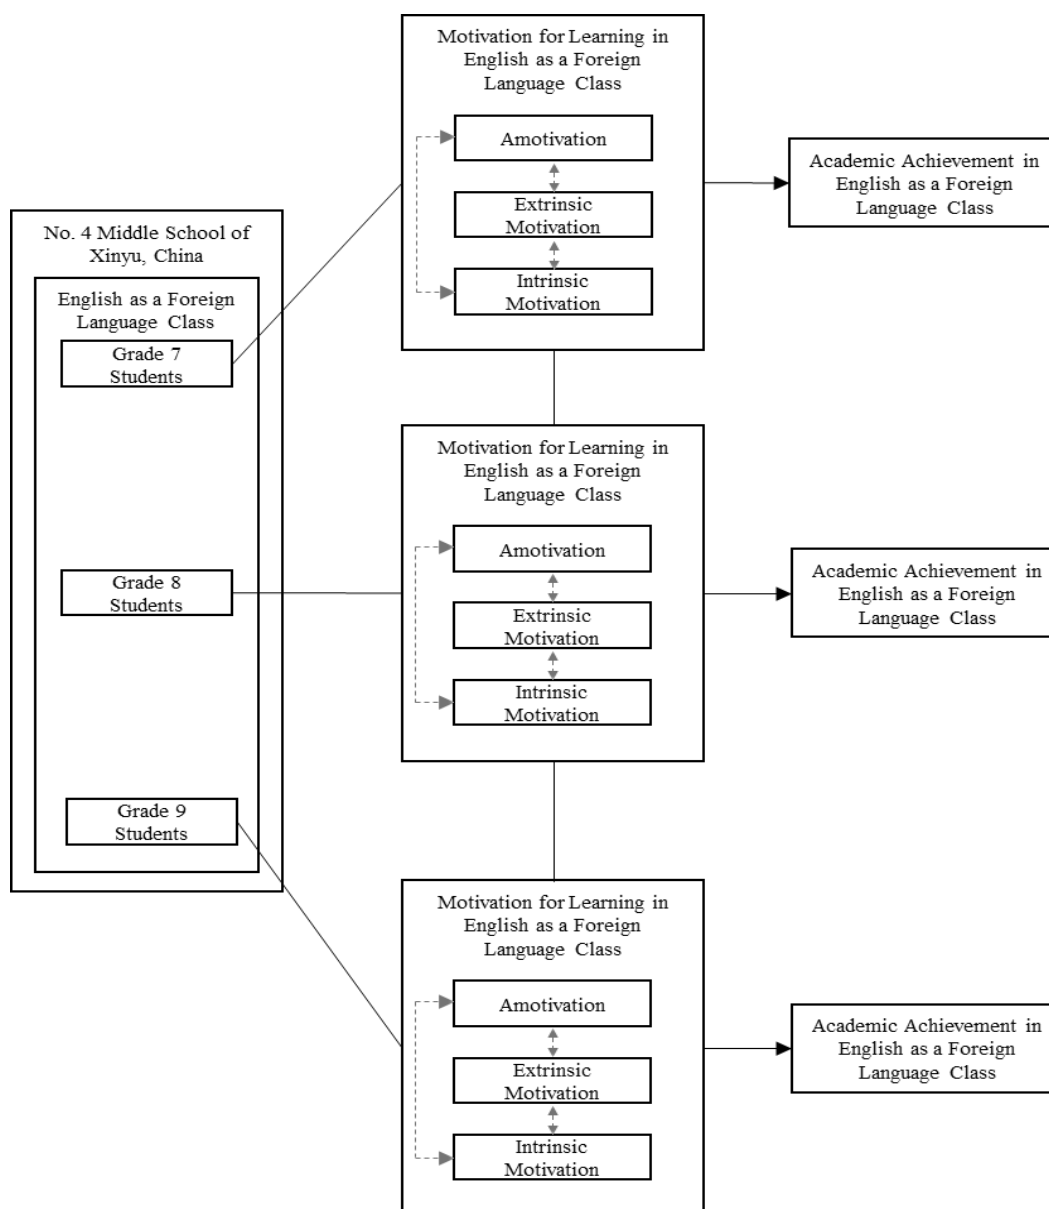 No. 4 Middle School of
Xinyu, China
English as a Foreign
Language Class
Grade 7
Students
Grade 8
Students
Grade 9
Students
Motivation for Learning in
English as a Foreign
Language Class
Amotivation
Extrinsic
Motivation
Intrinsic
Motivation
Academic Achievement in
English as a Foreign
Language Class
Motivation for Learning in
English as a Foreign
Language Class
Amotivation
Extrinsic
Motivation
Intrinsic
Motivation
Academic Achievement in
English as a Foreign
Language Class
Motivation for Learning in
English as a Foreign
Language Class
Amotivation
Extrinsic
Motivation
Intrinsic
Motivation
Academic Achievement in
English as a Foreign
Language Class